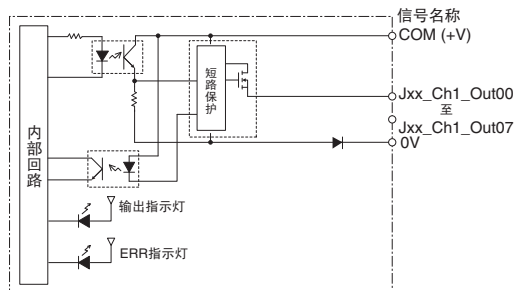 信号名称
COM (+V)
短路保护
Jxx_Ch1_Out00
至
Jxx_Ch1_Out07
0V
内部回路
输出指示灯
ERR指示灯